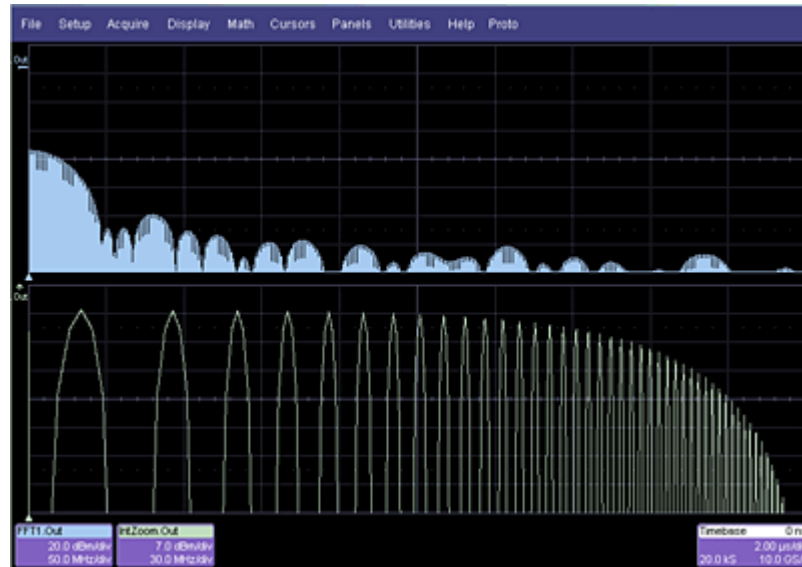 File Setup Acquire Display Math Cursors Panels Utilities Help Proto
Out
Out
FFT1.Out
20.0 dBm/div
50.0 MHz/div
IntZoom.Out
7.0 dBm/div
30.0 MHz/div
Timebase 0 n
2.00 µs/d
20.0 kS 10.0 GS/